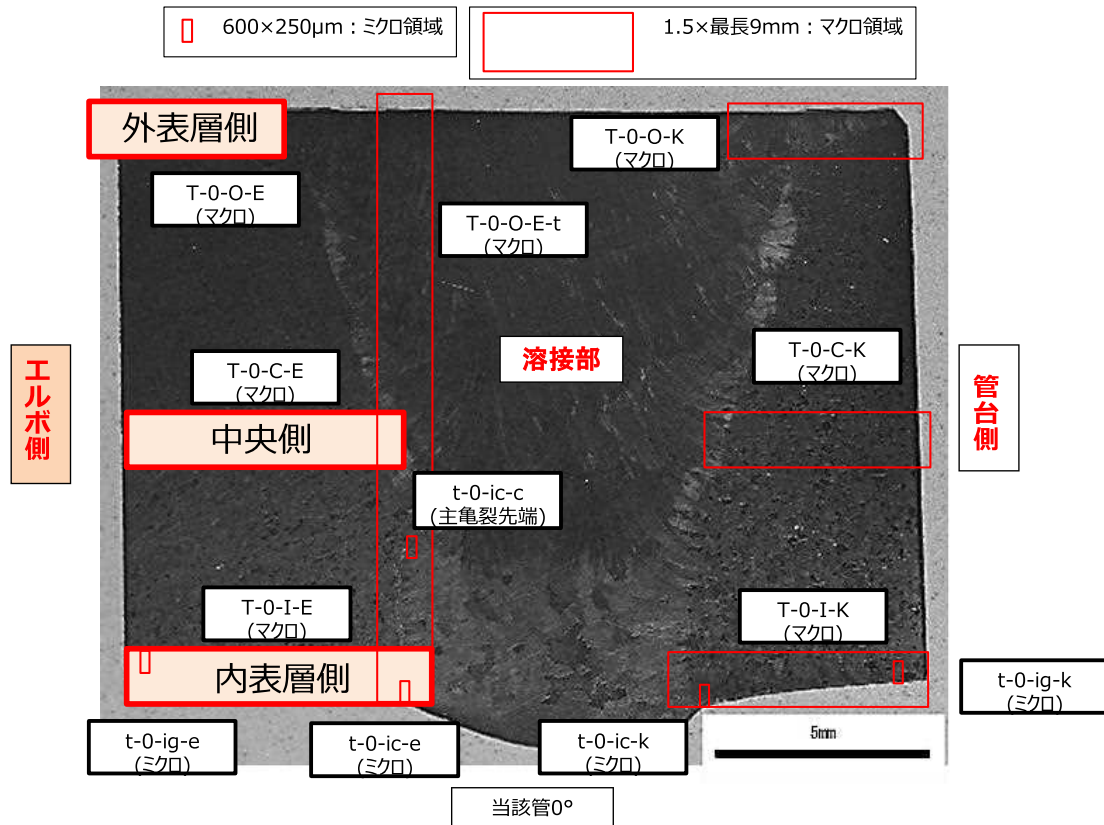 600×250μm：ミクロ領域
1.5×最長9mm：マクロ領域
外表層側
T-0-O-K
(マクロ)
T-0-O-E
(マクロ)
T-0-O-E-t
(マクロ)
溶接部
T-0-C-E
(マクロ)
T-0-C-K
(マクロ)
エルボ側
管台側
中央側
t-0-ic-c
(主亀裂先端)
T-0-I-E
(マクロ)
T-0-I-K
(マクロ)
内表層側
t-0-ig-k
(ミクロ)
t-0-ig-e
(ミクロ)
t-0-ic-e
(ミクロ)
t-0-ic-k
(ミクロ)
5mm
当該管0°